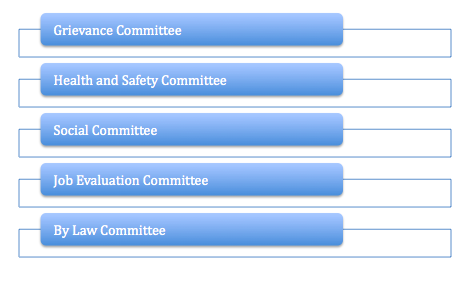 Grievance Committee
Health and Safety Committee
Social Committee
Job Evaluation Committee
By Law Committee